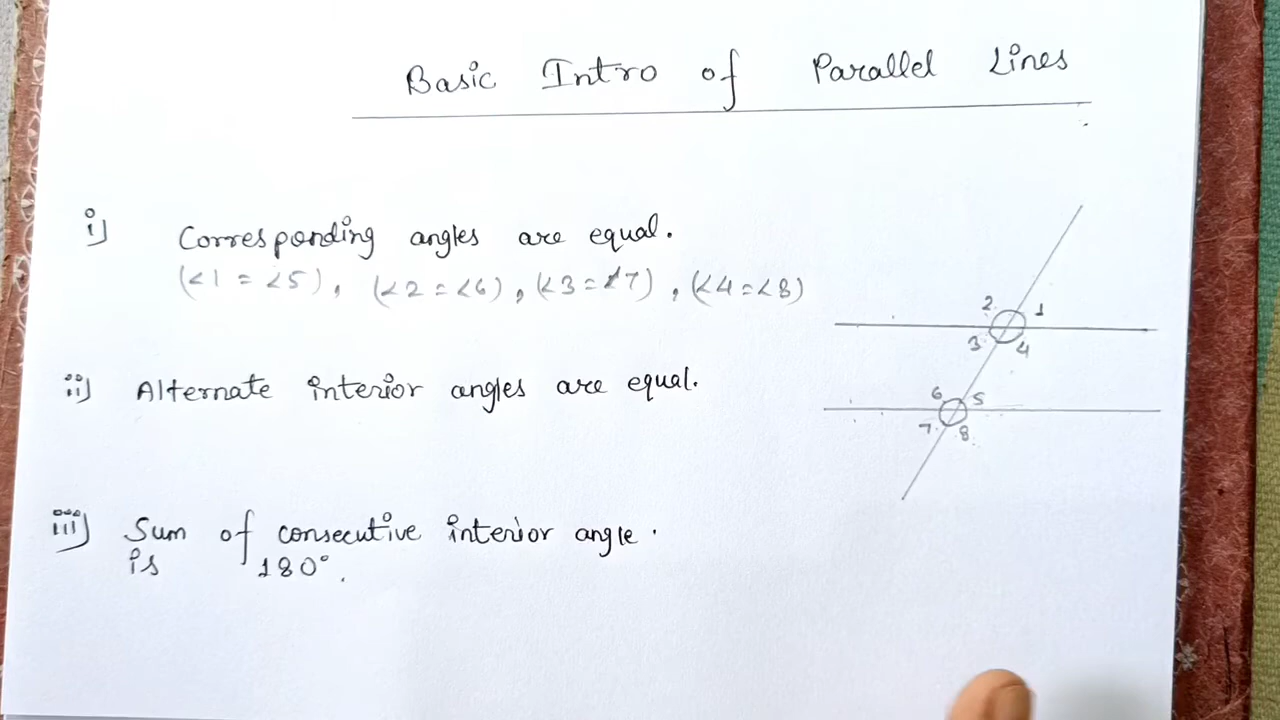 Basic Intro of Parallel Lines
i) Corresponding angles are equal.
(<1 = <5), (<2 = <6), (<3 = <7), (<4 = <8)
2 1
3 4
ii) Alternate interior angles are equal.
6 5
7 8
iii) Sum of consecutive interior angle.
is 180°.